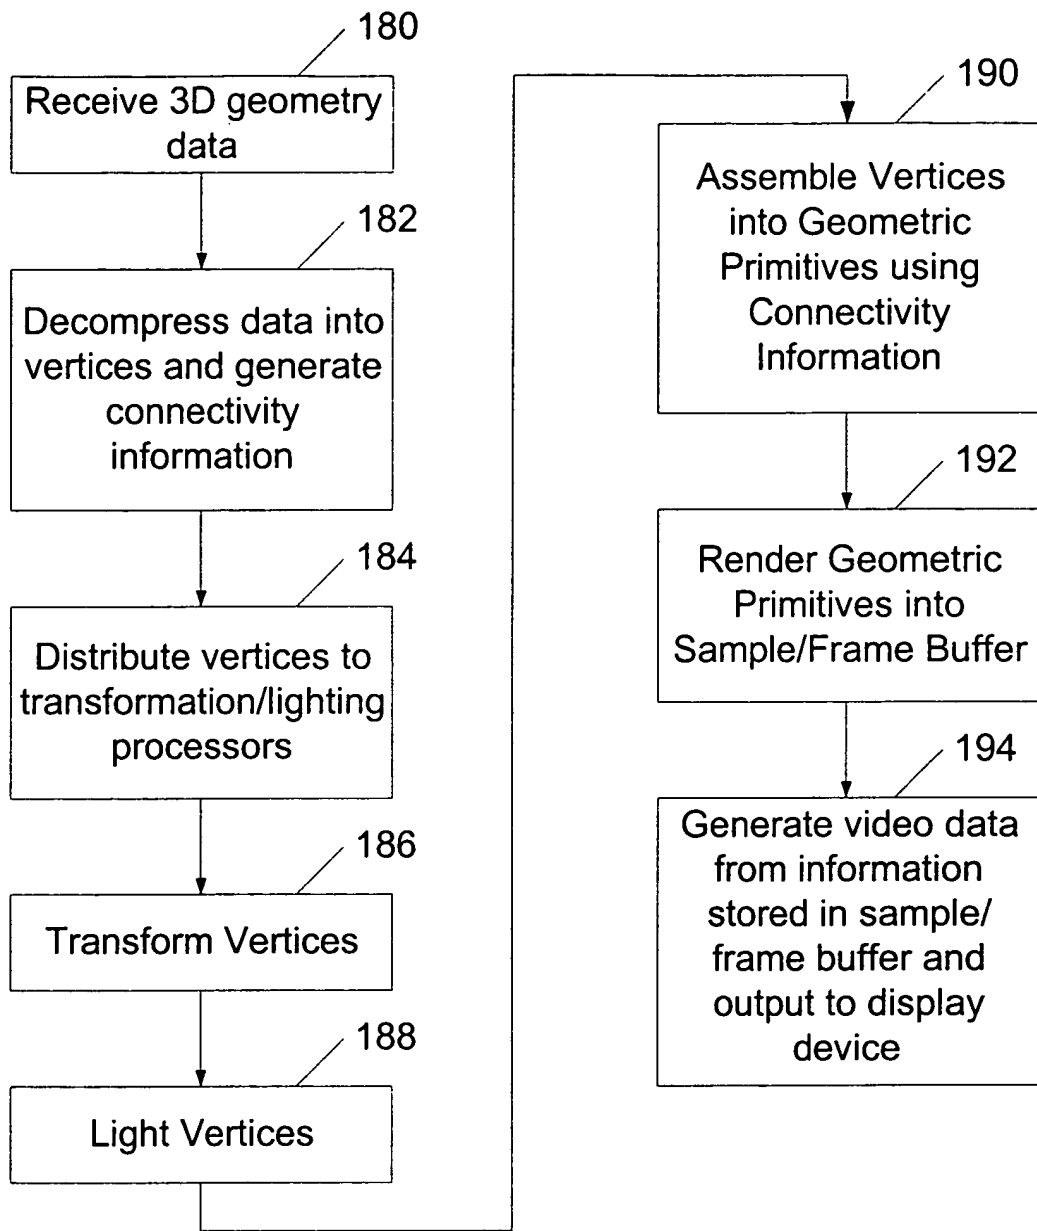 180
Receive 3D geometry
data
182
Decompress data into
vertices and generate
connectivity
information
184
Distribute vertices to
transformation/lighting
processors
186
Transform Vertices
188
Light Vertices
190
Assemble Vertices
into Geometric
Primitives using
Connectivity
Information
192
Render Geometric
Primitives into
Sample/Frame Buffer
194
Generate video data
from information
stored in sample/
frame buffer and
output to display
device